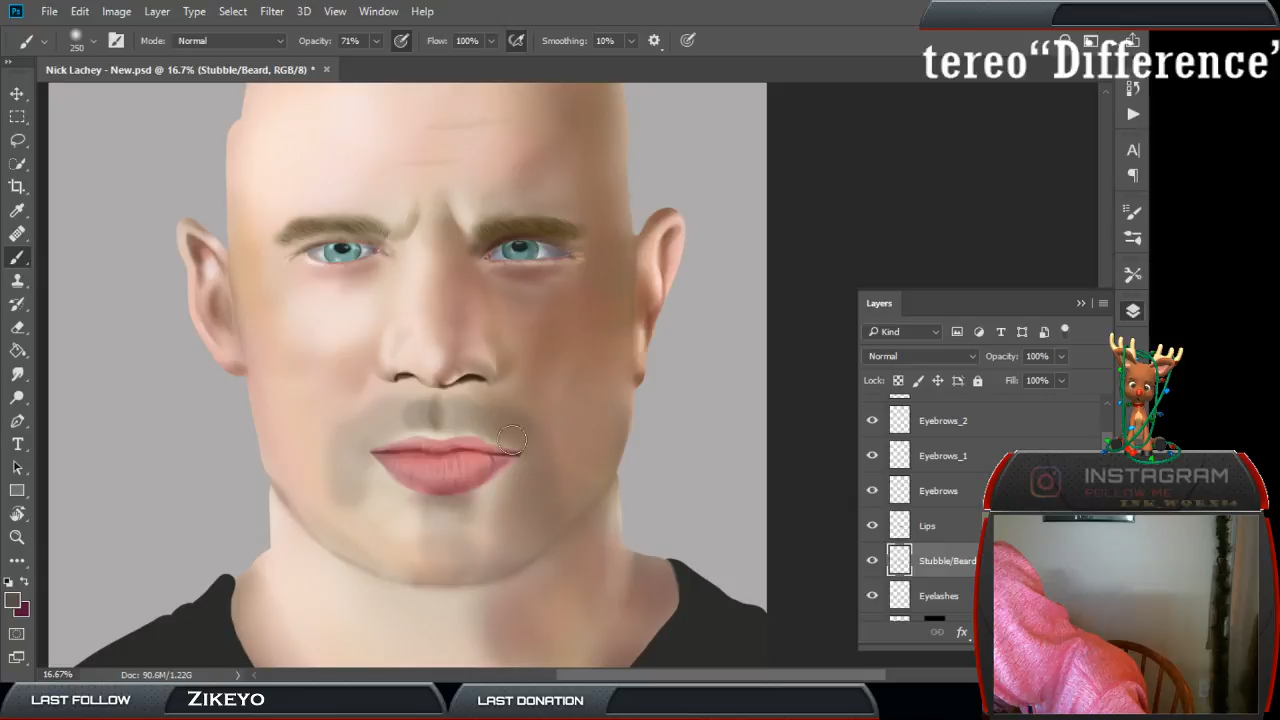 File Edit Image Layer Type Select Filter 3D View Window Help
250 Mode: Normal Opacity: 71% Flow: 100% Smoothing: 10%
tereo“Difference’
Nick Lachey - New.psd @ 16.7% (Stubble/Beard, RGB/8) *
Layers
Kind
Normal Opacity: 100%
Lock: Fill: 100%
Eyebrows_2
Eyebrows_1
Eyebrows
Lips
Stubble/Beard
Eyelashes
fx
INSTAGRAM
FOLLOW ME
16.67% Doc: 90.6M/1.22G
LAST FOLLOW ZIKEYO LAST DONATION